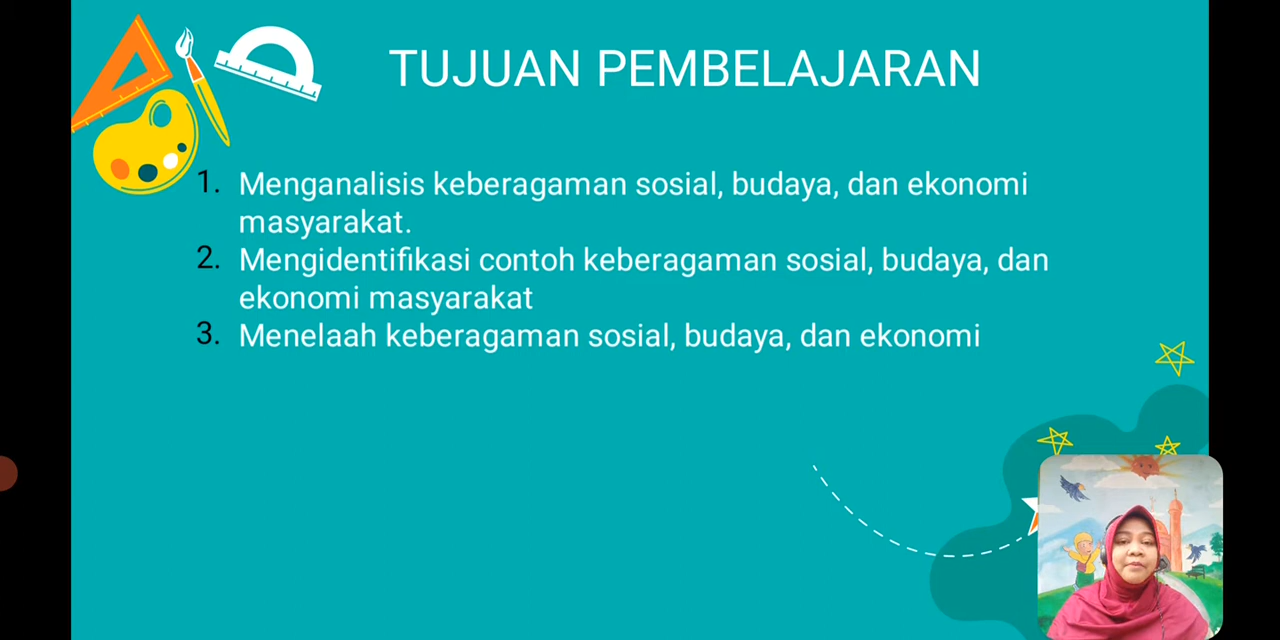 TUJUAN PEMBELAJARAN
1. Menganalisis keberagaman sosial, budaya, dan ekonomi
masyarakat.
2. Mengidentifikasi contoh keberagaman sosial, budaya, dan
ekonomi masyarakat
3. Menelaah keberagaman sosial, budaya, dan ekonomi